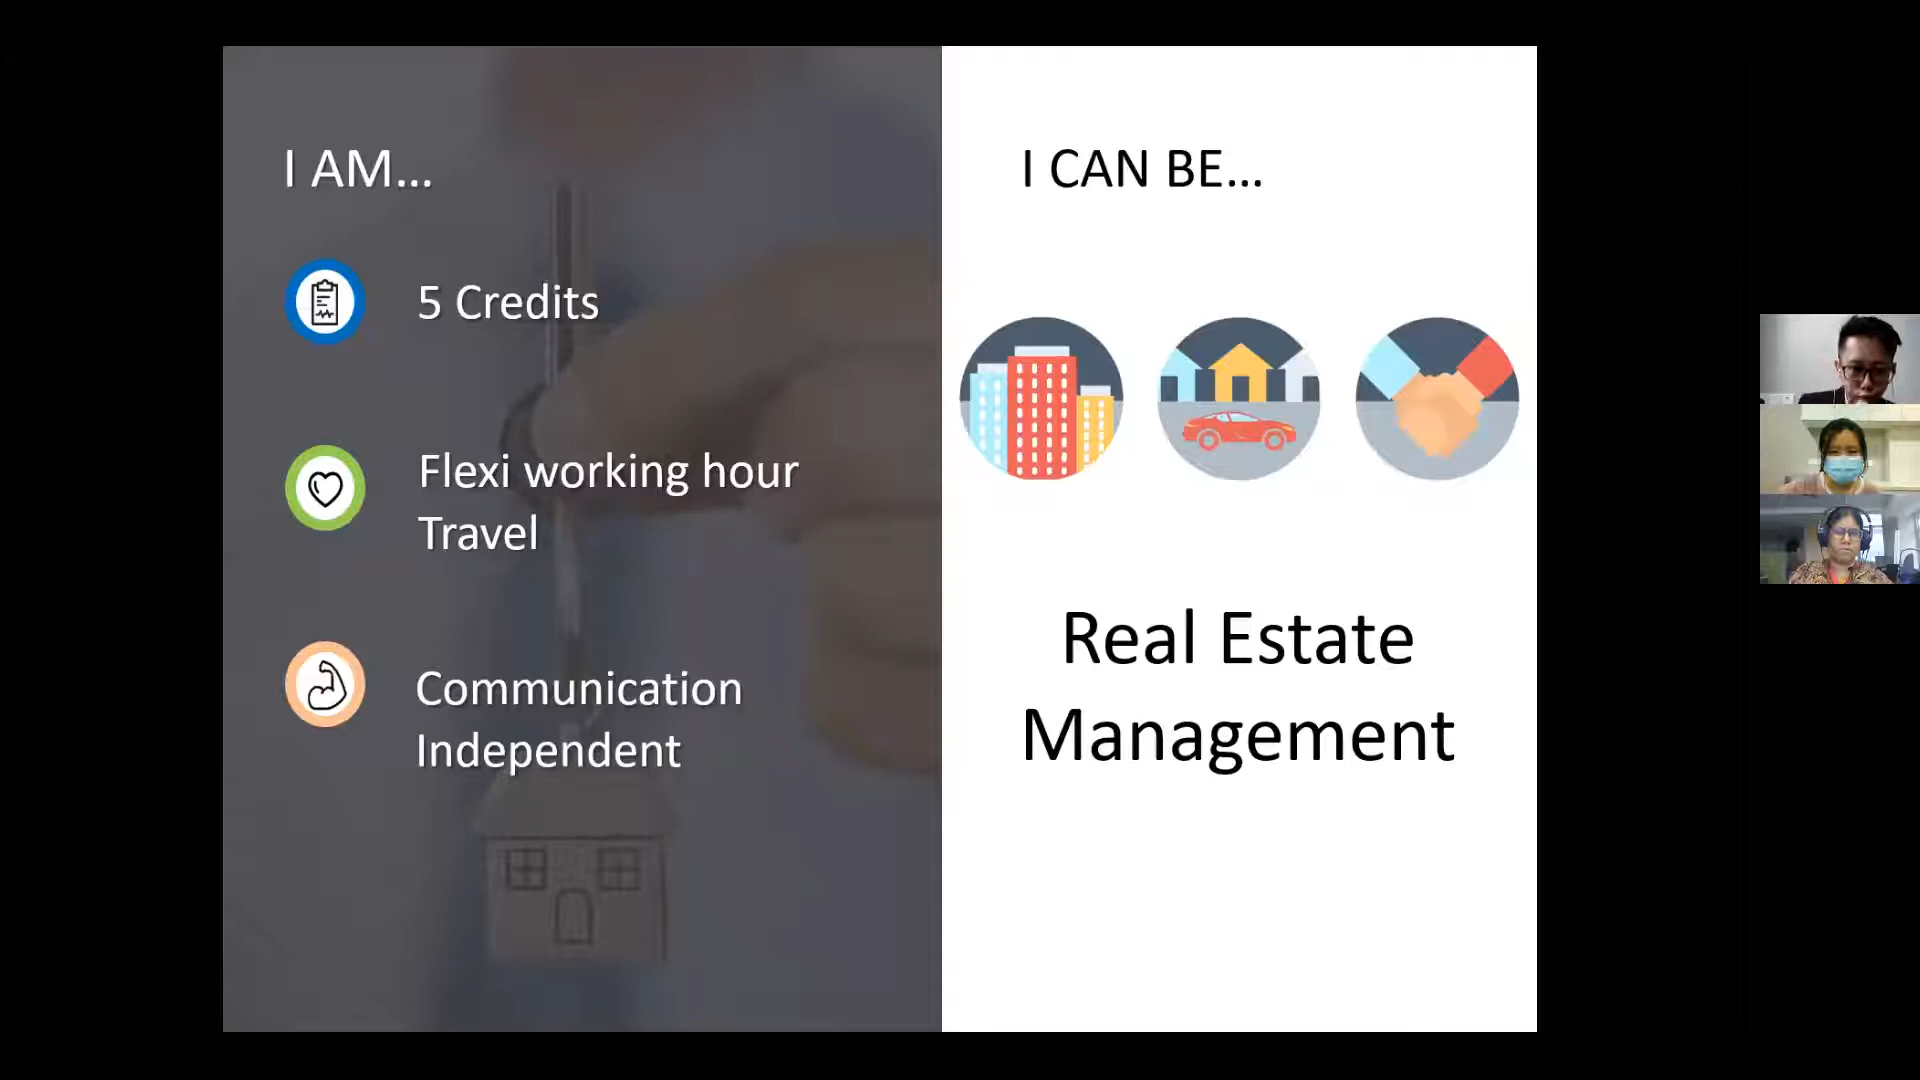 I AM...
5 Credits
Flexi working hour
Travel
Communication
Independent
I CAN BE...
Real Estate
Management